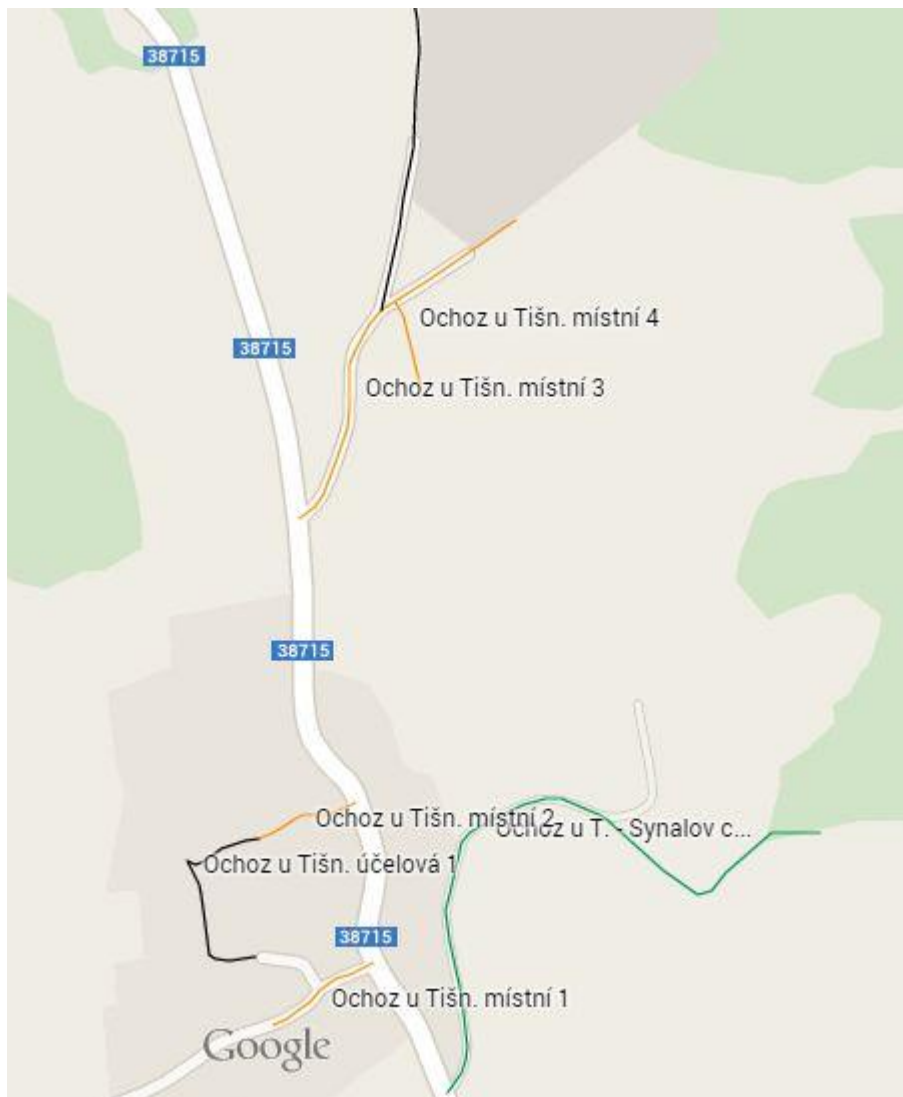 38715
Ochoz u Tišn. místní 4
38715
Ochoz u Tišn. místní 3
38715
Ochoz u Tišn. místní 2
Ochoz u T. - Synalov c...
Ochoz u Tišn. účelová 1
38715
Ochoz u Tišn. místní 1
Google